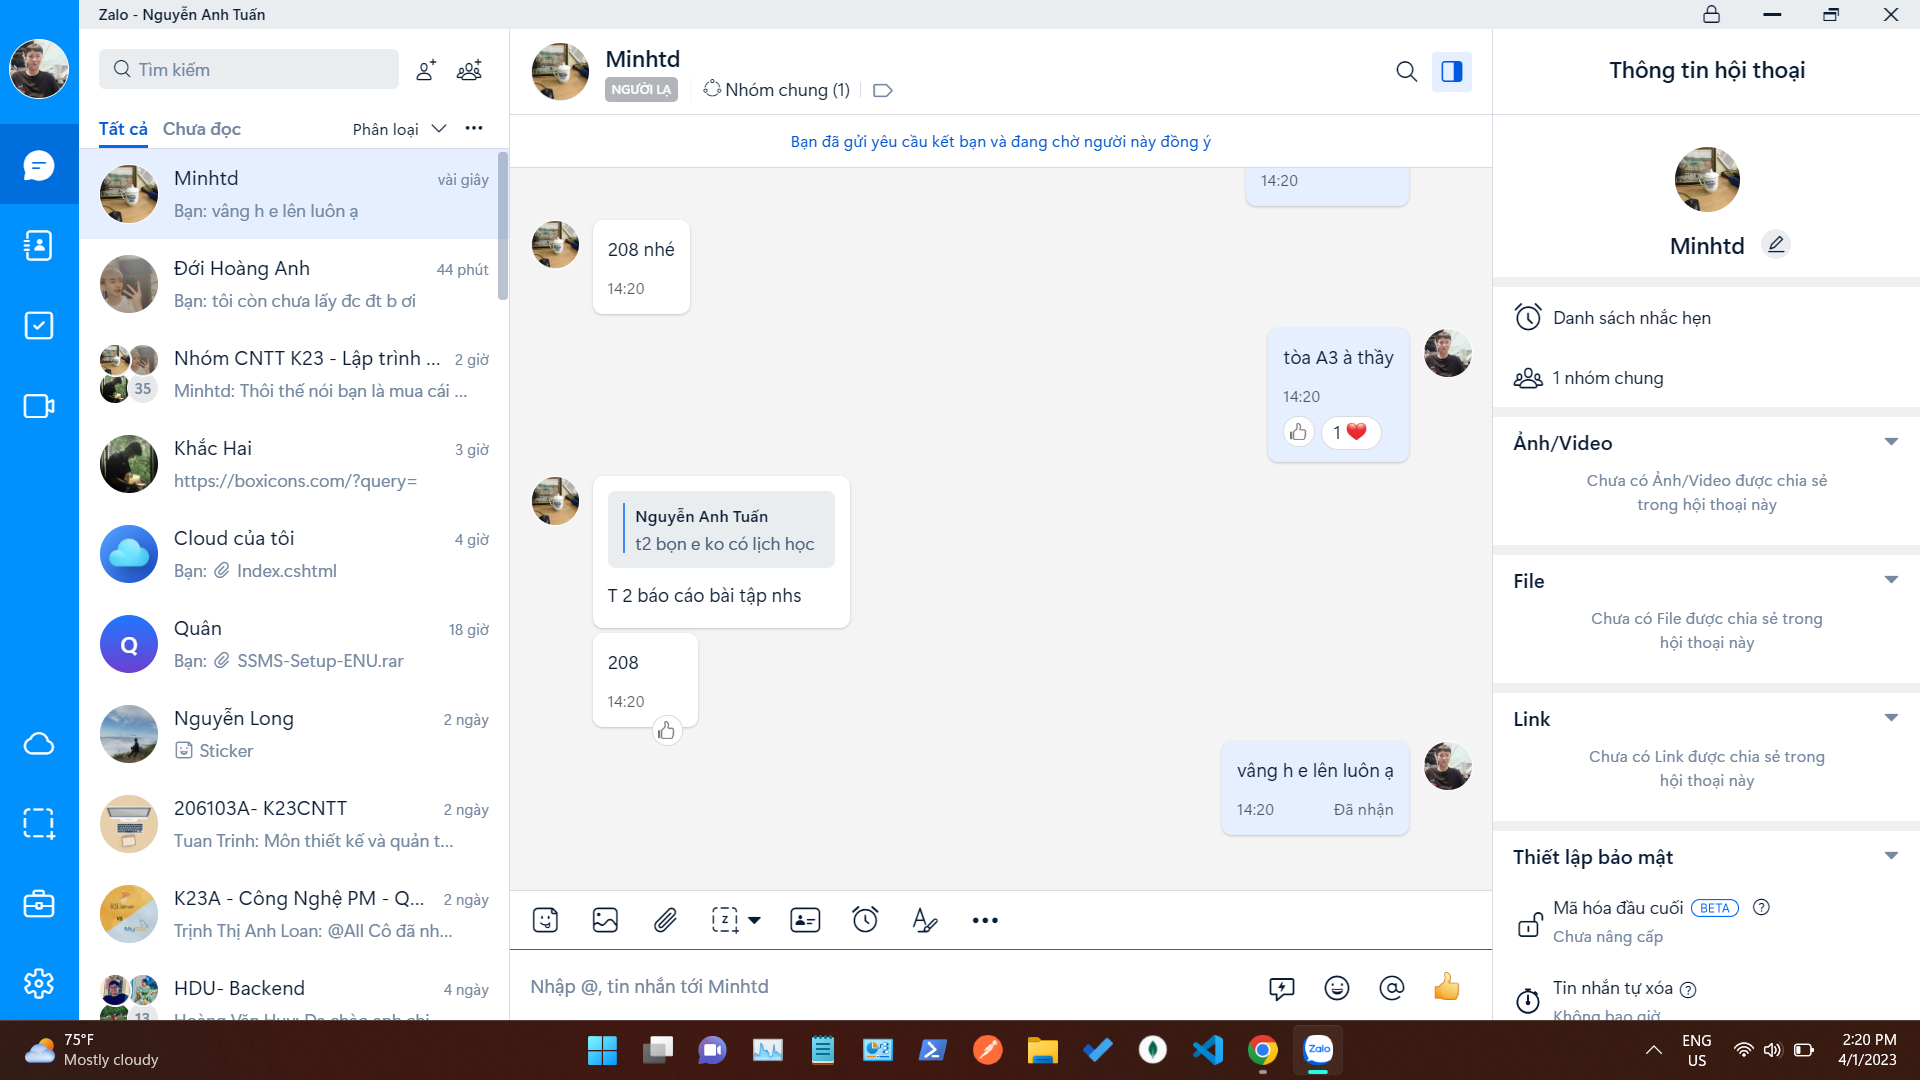 Zalo - Nguyễn Anh Tuấn
Tìm kiếm
Tất cả
Chưa đọc
Phân loại
Minhtd
vài giây
Bạn: vâng h e lên luôn ạ
Đới Hoàng Anh
44 phút
Bạn: tôi còn chưa lấy đc đt b ơi
Nhóm CNTT K23 - Lập trình ...
2 giờ
35
Minhtd: Thôi thế nói bạn là mua cái ...
Khắc Hai
3 giờ
https://boxicons.com/?query=
Cloud của tôi
4 giờ
Bạn: Index.cshtml
Q
Quân
18 giờ
Bạn: SSMS-Setup-ENU.rar
Nguyễn Long
2 ngày
Sticker
206103A- K23CNTT
2 ngày
Tuan Trinh: Môn thiết kế và quản t...
K23A - Công Nghệ PM - Q...
2 ngày
Trịnh Thị Anh Loan: @All Cô đã nh...
HDU- Backend
4 ngày
13
Hoàng Văn Huy: Dạ chào anh chị
Minhtd
NGƯỜI LẠ
Nhóm chung (1)
Bạn đã gửi yêu cầu kết bạn và đang chờ người này đồng ý
14:20
208 nhé
14:20
tòa A3 à thầy
14:20
1
Nguyễn Anh Tuấn
t2 bọn e ko có lịch học
T 2 báo cáo bài tập nhs
208
14:20
vâng h e lên luôn ạ
14:20
Đã nhận
Nhập @, tin nhắn tới Minhtd
Thông tin hội thoại
Minhtd
Danh sách nhắc hẹn
1 nhóm chung
Ảnh/Video
Chưa có Ảnh/Video được chia sẻ
trong hội thoại này
File
Chưa có File được chia sẻ trong
hội thoại này
Link
Chưa có Link được chia sẻ trong
hội thoại này
Thiết lập bảo mật
Mã hóa đầu cuối BETA
Chưa nâng cấp
Tin nhắn tự xóa
Không bao giờ
75°F
Mostly cloudy
Zalo
ENG
US
2:20 PM
4/1/2023